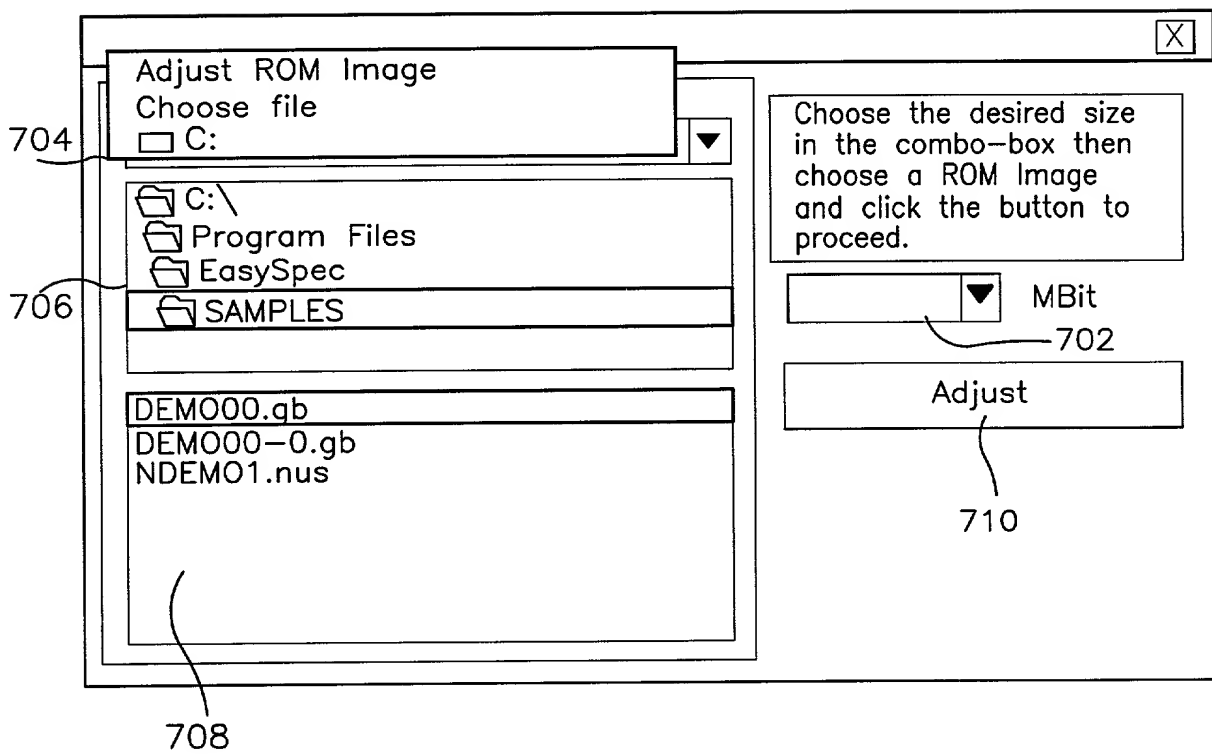 X
Adjust ROM Image
Choose file
C:
704
C:\
Program Files
EasySpec
SAMPLES
706
DEMO00.gb
DEMO00-0.gb
NDEMO1.nus
708
Choose the desired size
in the combo-box then
choose a ROM Image
and click the button to
proceed.
MBit
702
Adjust
710